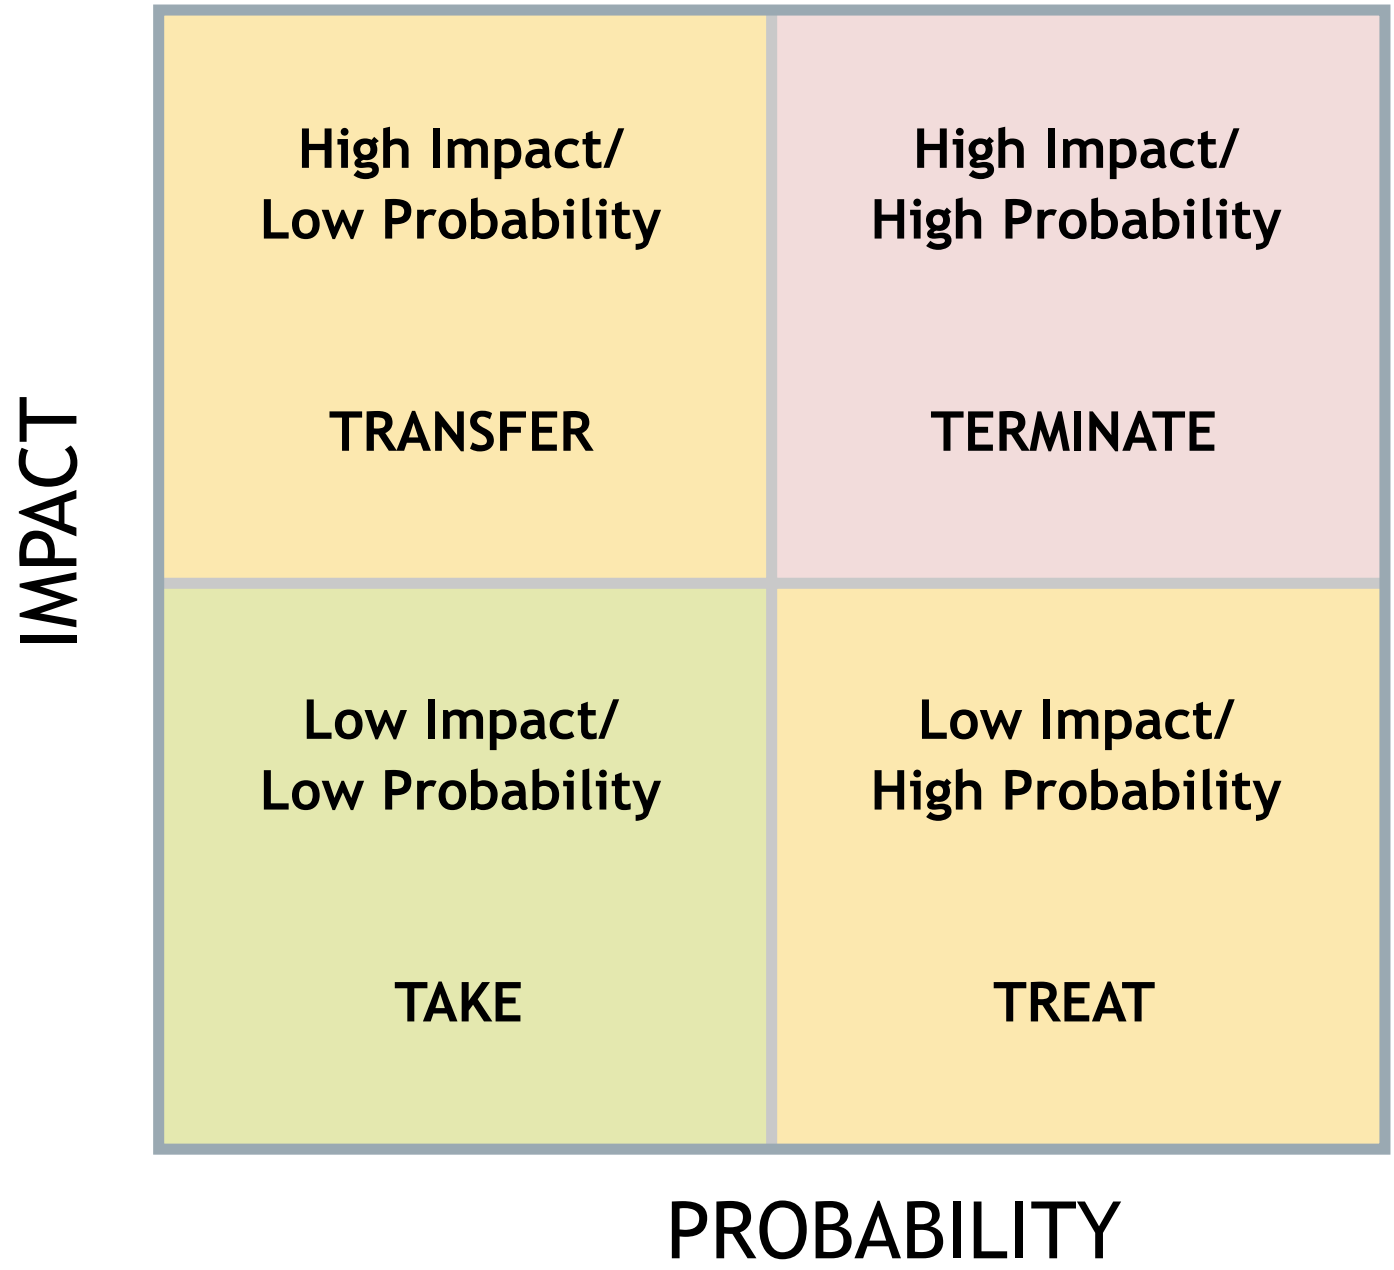 High Impact/
Low Probability
TRANSFER
High Impact/
High Probability
TERMINATE
IMPACT
Low Impact/
Low Probability
TAKE
Low Impact/
High Probability
TREAT
PROBABILITY